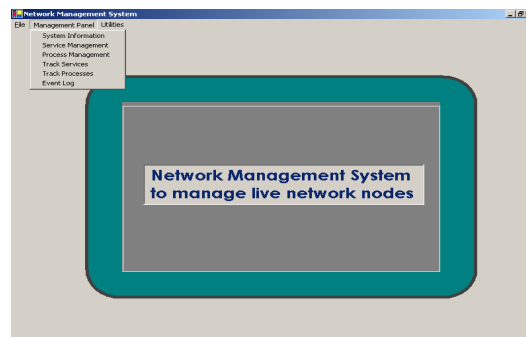 Network Management System
File Management Panel Utilities
System Information
Service Management
Process Management
Track Services
Track Processes
Event Log
Network Management System
to manage live network nodes